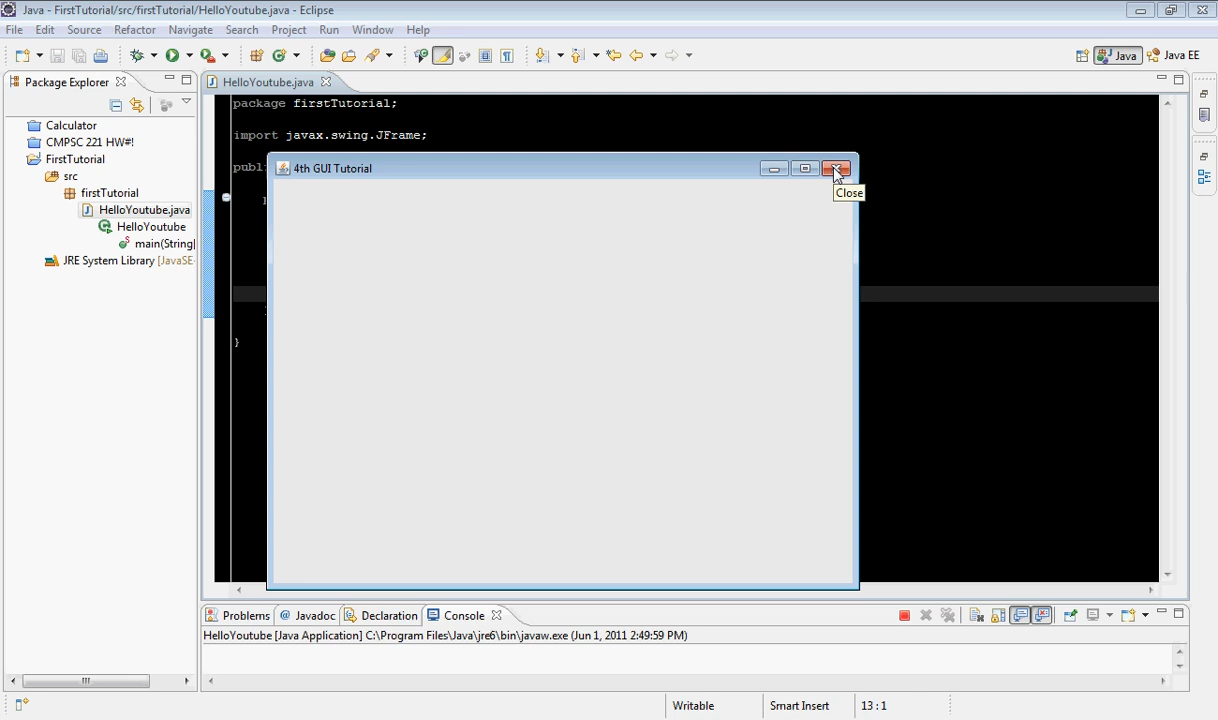 Java - FirstTutorial/src/firstTutorial/HelloYoutube.java - Eclipse
File Edit Source Refactor Navigate Search Project Run Window Help
Java Java EE
Package Explorer
HelloYoutube.java
Calculator
CMPSC 221 HW#!
FirstTutorial
src
firstTutorial
HelloYoutube.java
HelloYoutube
main(String[
JRE System Library [JavaSE-
package firstTutorial;
import javax.swing.JFrame;
publi
4th GUI Tutorial
Close
}
Problems @ Javadoc Declaration Console
HelloYoutube [Java Application] C:\Program Files\Java\jre6\bin\javaw.exe (Jun 1, 2011 2:49:59 PM)
Writable Smart Insert 13 : 1